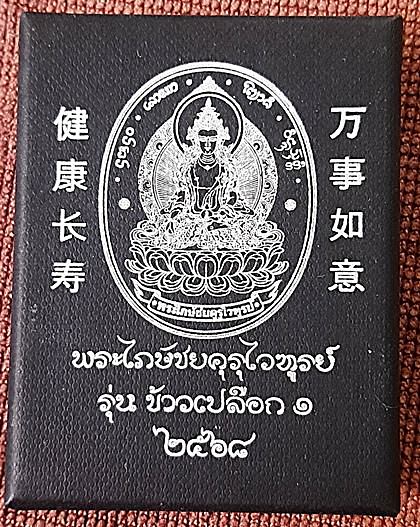 健康长寿
万事如意
พระไภษัชยคุรุไวฑูรย์
พระไภษัชยคุรุไวฑูรย์
รุ่น ข้าวเปลือก ๑
๒๕๖๘